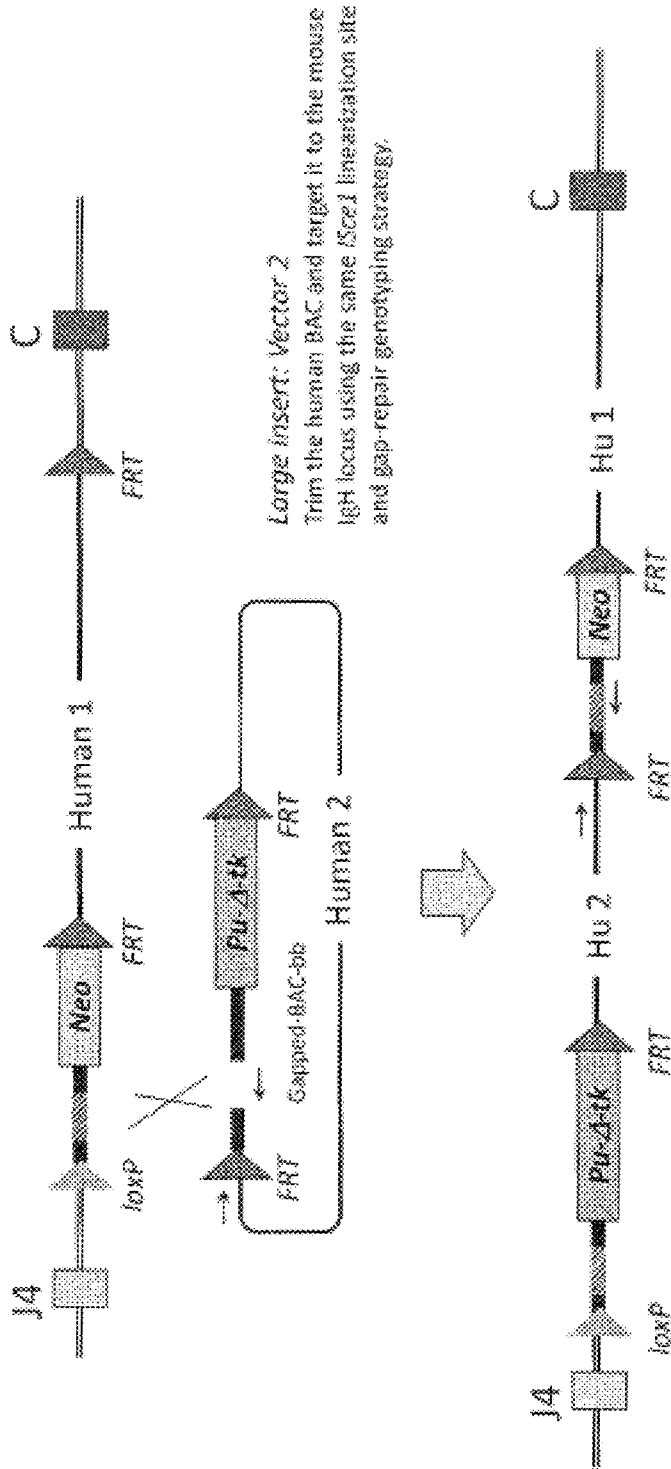 J4
C
Human 1
Neo
loxP
FRT
FRT
Pu-Δ-tk
FRT
FRT
Gapped-BAC-bb
Human 2
Large insert: Vector 2
Trim the human BAC and target it to the mouse
IgH locus using the same ISce1 linearization site
and gap-repair genotyping strategy.
J4
C
Pu-Δ-tk
Hu 2
Neo
Hu 1
loxP
FRT
FRT
FRT